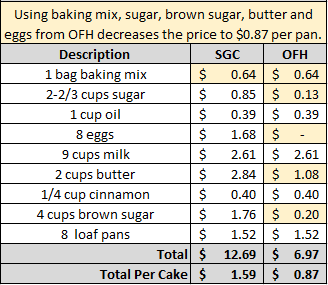 Using baking mix, sugar, brown sugar, butter and
eggs from OFH decreases the price to $0.87 per pan.
Description SGC OFH
1 bag baking mix $ 0.64 $ 0.64
2-2/3 cups sugar $ 0.85 $ 0.13
1 cup oil $ 0.39 $ 0.39
8 eggs $ 1.68 $ -
9 cups milk $ 2.61 $ 2.61
2 cups butter $ 2.84 $ 1.08
1/4 cup cinnamon $ 0.40 $ 0.40
4 cups brown sugar $ 1.76 $ 0.20
8 loaf pans $ 1.52 $ 1.52
Total $ 12.69 $ 6.97
Total Per Cake $ 1.59 $ 0.87